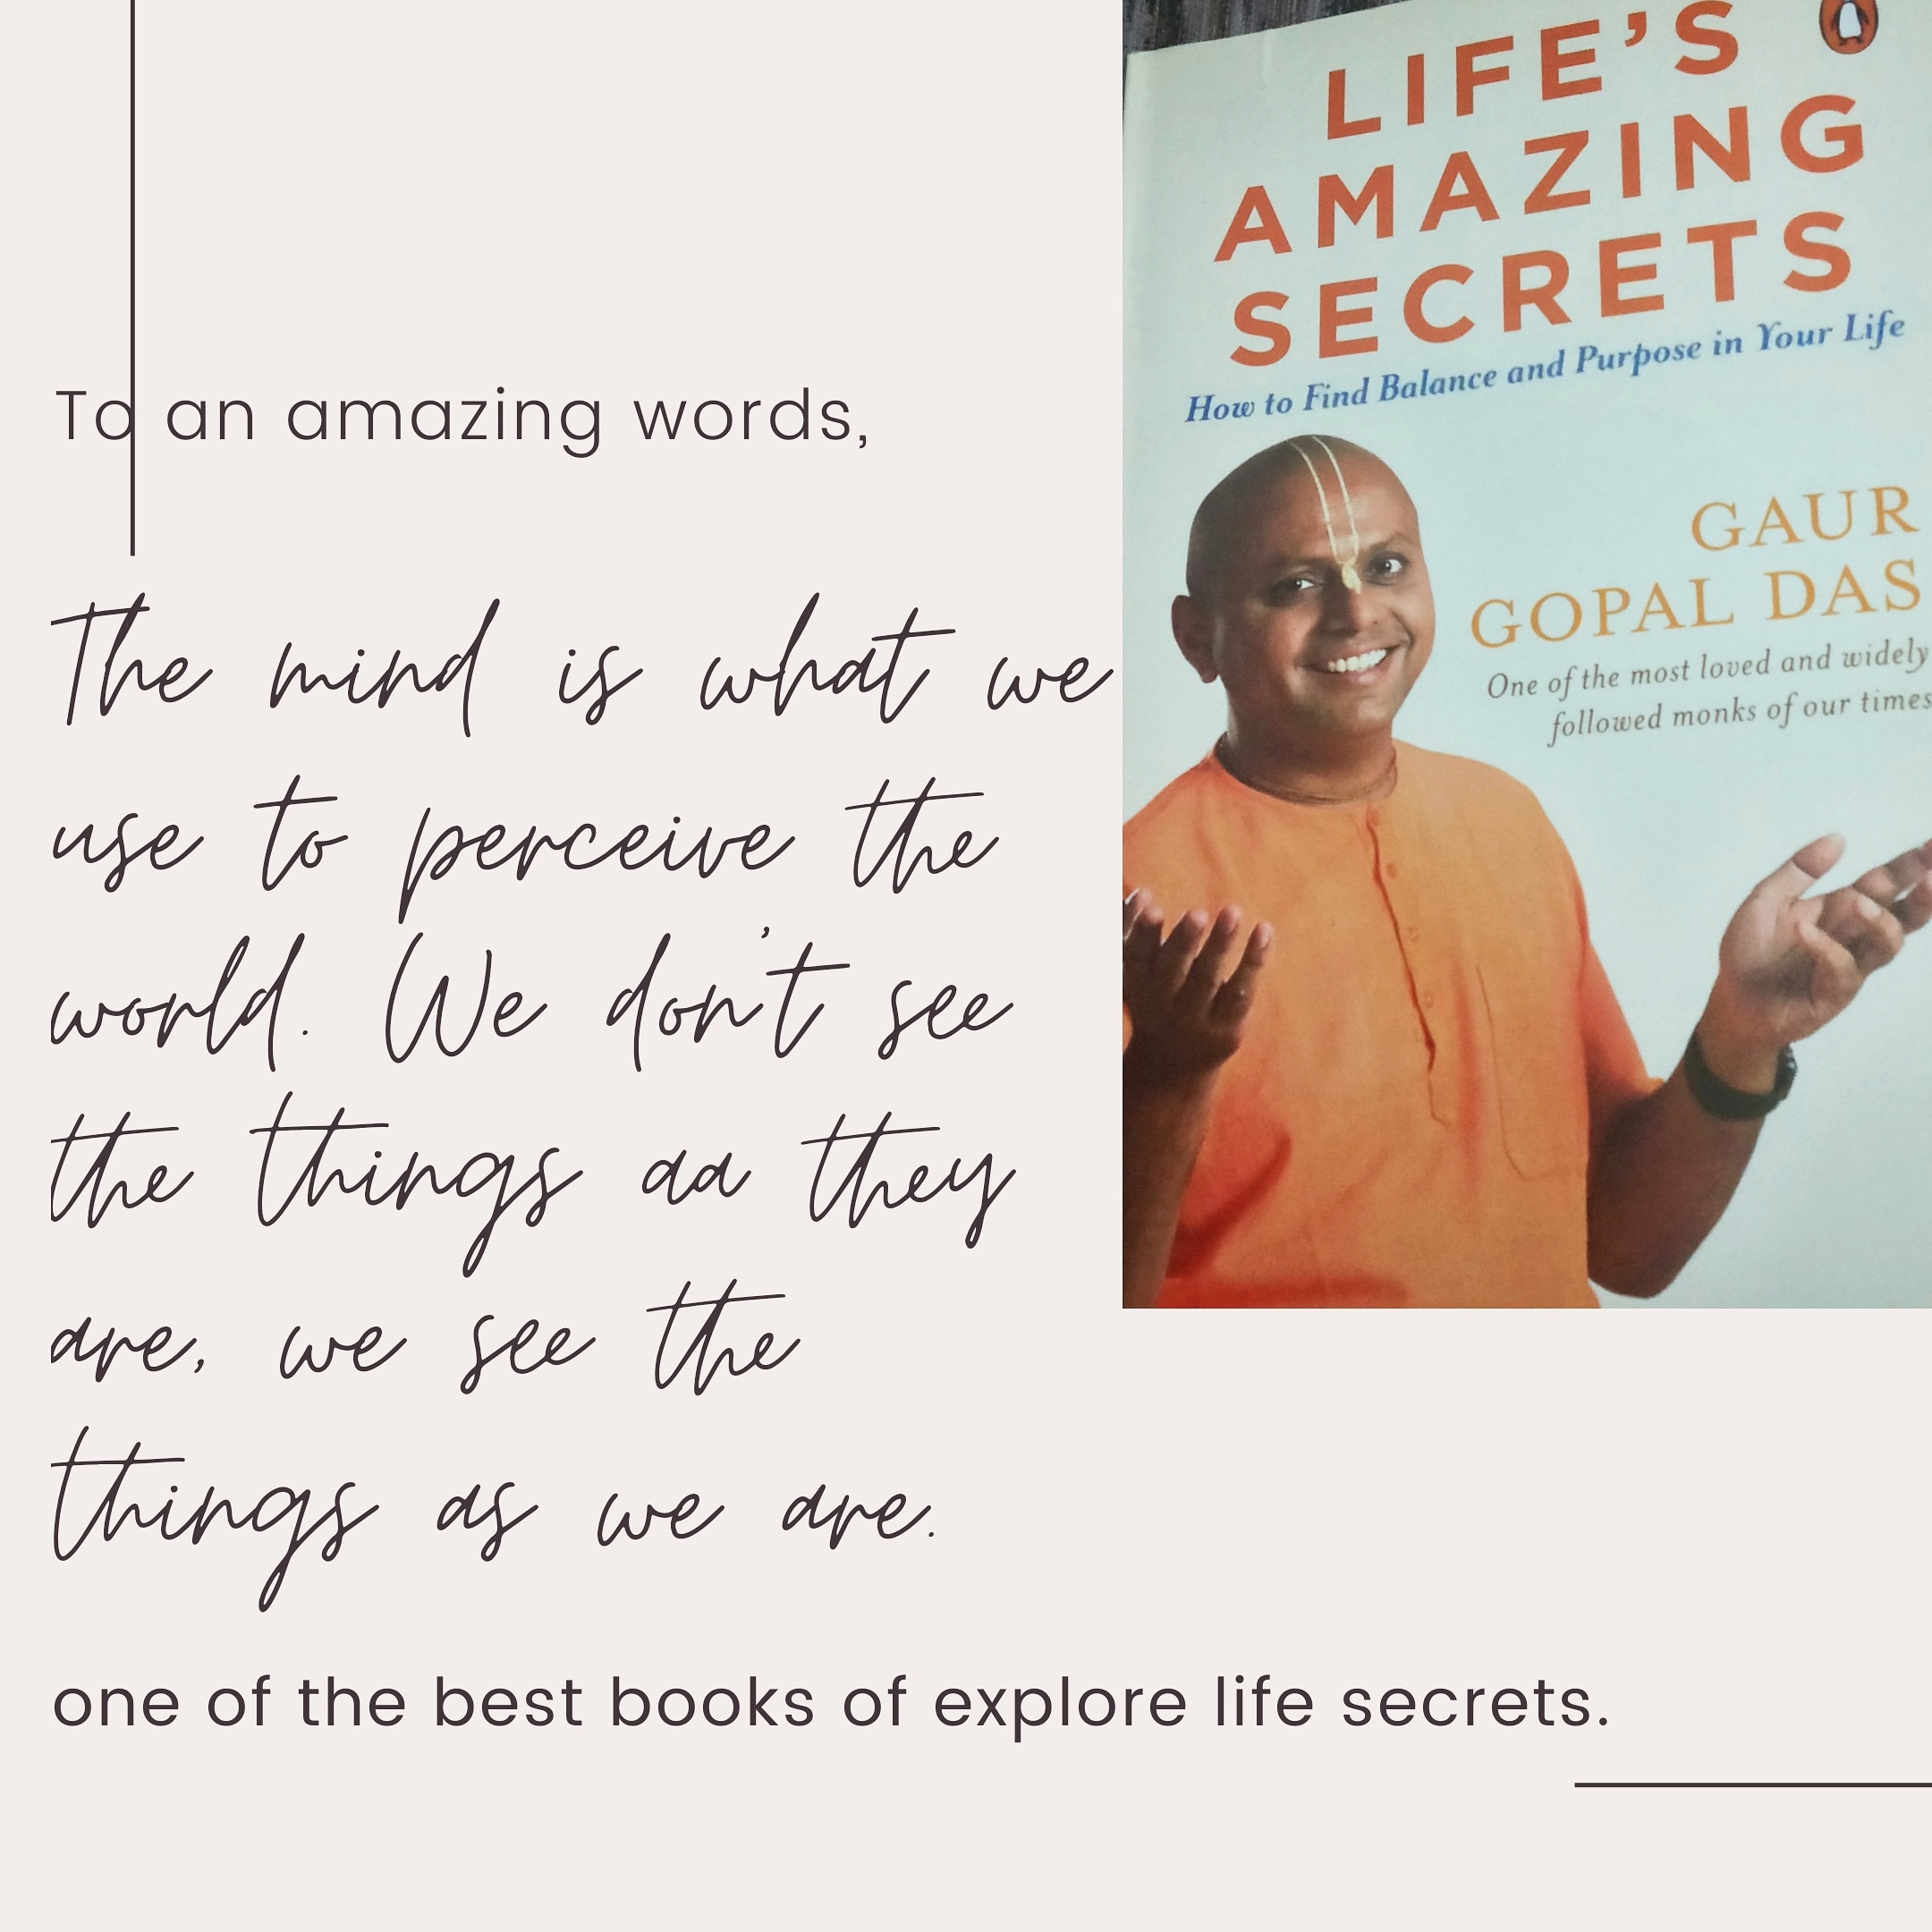 To an amazing words,
The mind is what we
use to perceive the
world. We don't see
the things aa they
are, we see the
things as we are.
one of the best books of explore life secrets.
LIFE'S
AMAZING
SECRETS
How to Find Balance and Purpose in Your Life
GAUR
GOPAL DAS
One of the most loved and widely
followed monks of our times